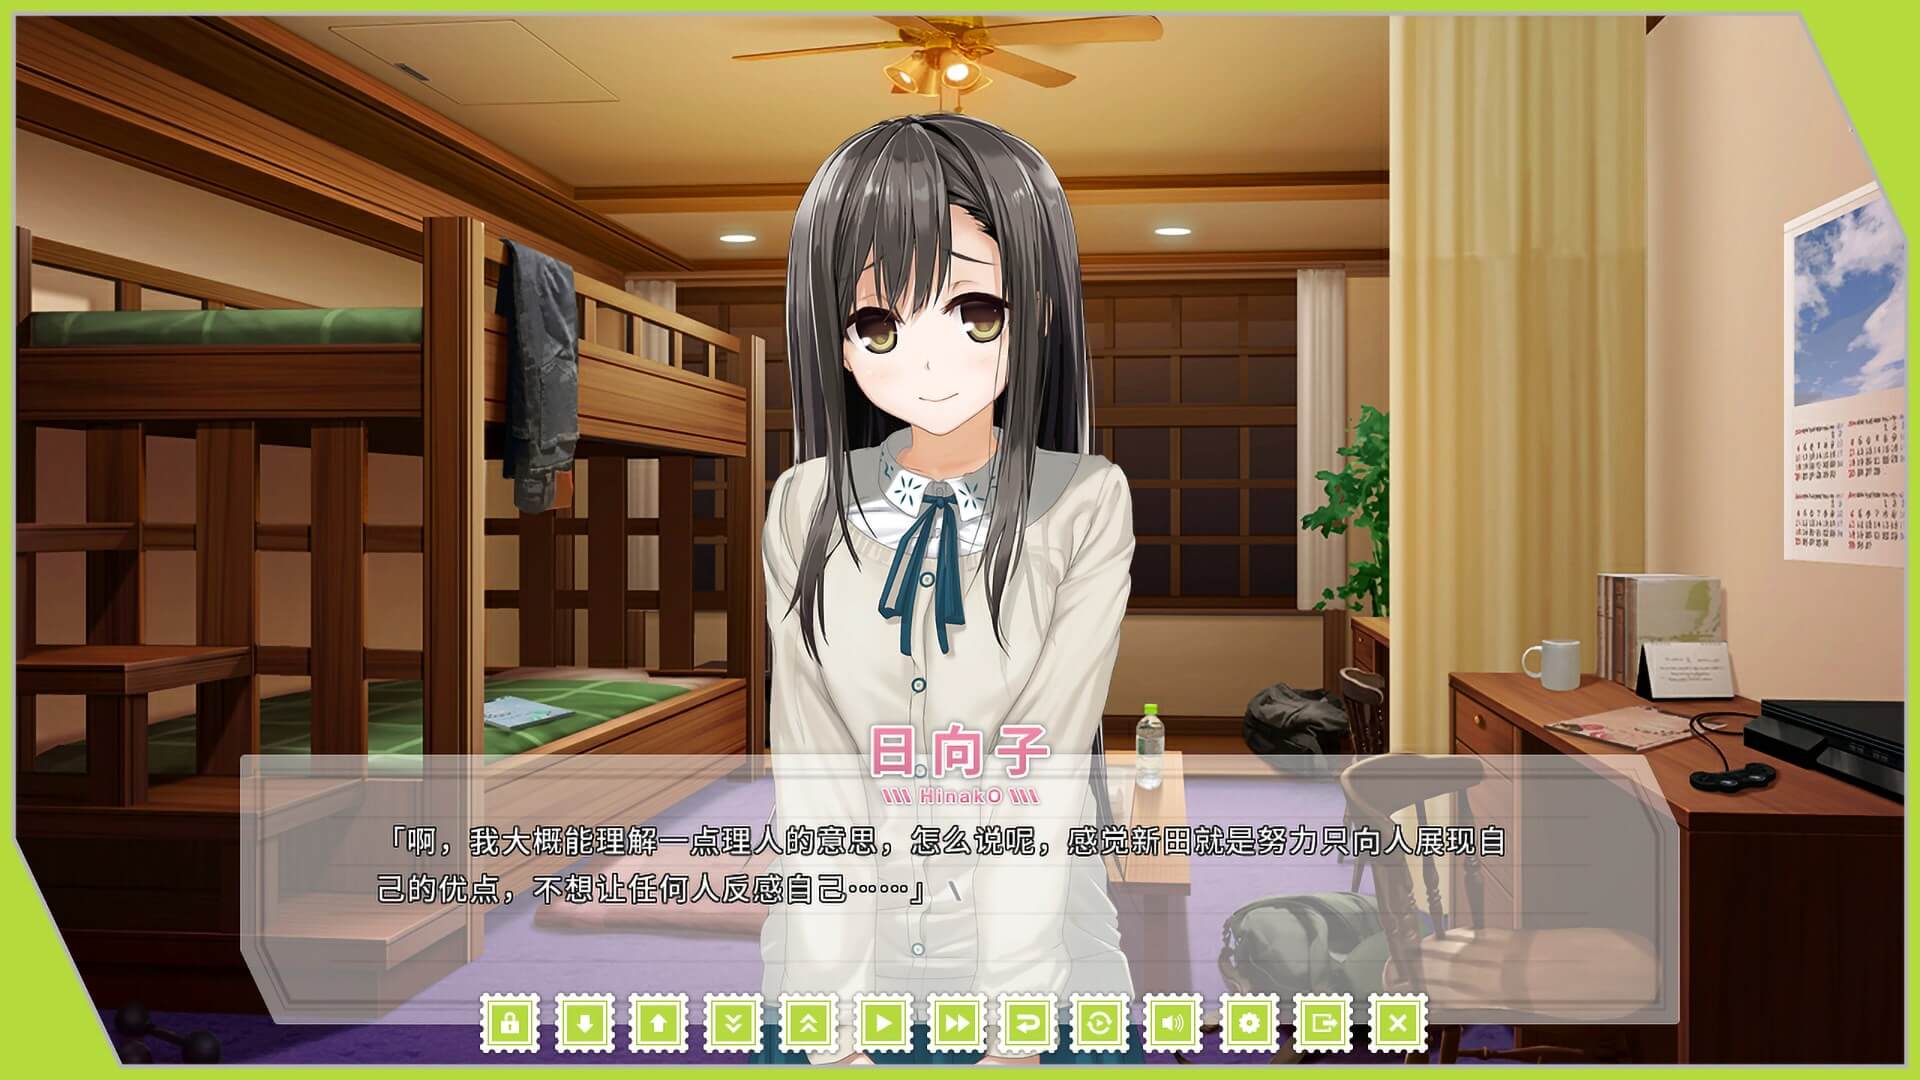 日向子
HinakO
「啊，我大概能理解一点理人的意思，怎么说呢，感觉新田就是努力只向人展现自
己的优点，不想让任何人反感自己……」